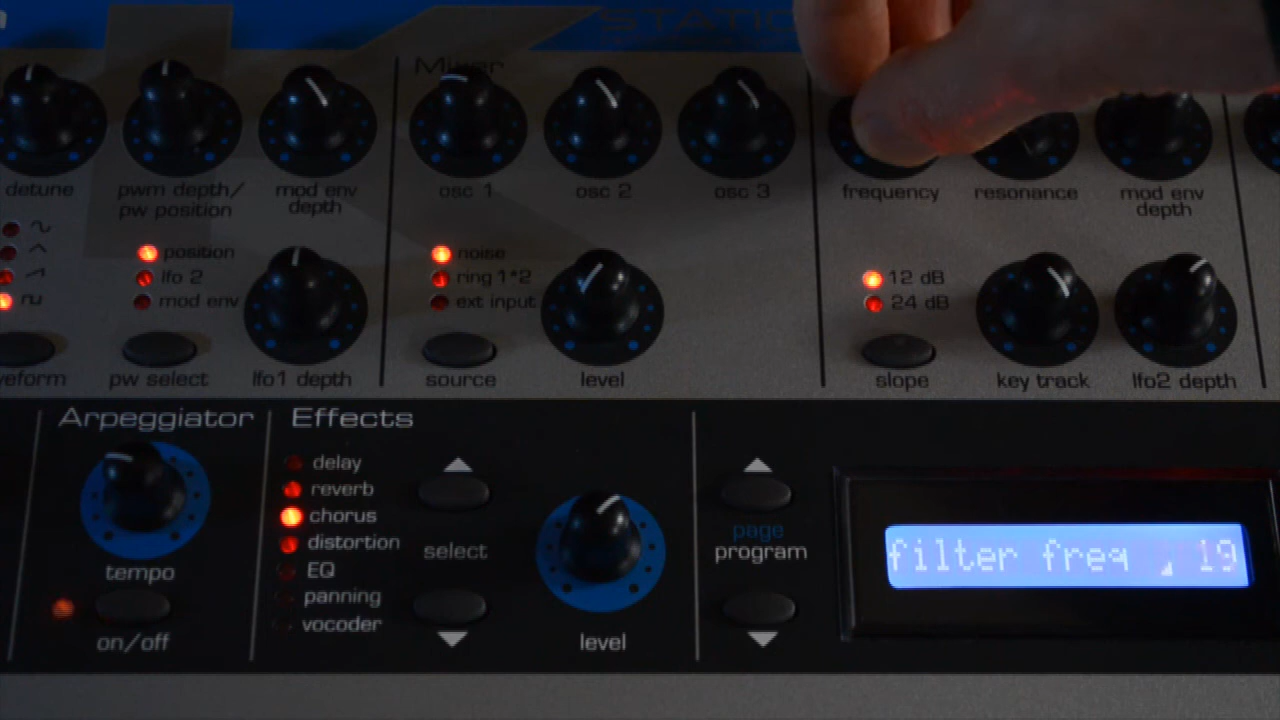 STATIO
Mixer
detune
pwm depth/
pw position
mod env
depth
osc 1
osc 2
osc 3
frequency
resonance
mod env
depth
position
lfo 2
mod env
ru
noise
ring 1*2
ext input
12 dB
24 dB
pw select
lfo1 depth
source
level
slope
key track
lfo2 depth
Arpeggiator
Effects
delay
reverb
chorus
distortion
EQ
panning
vocoder
select
page
program
filter freq 19
tempo
on/off
level